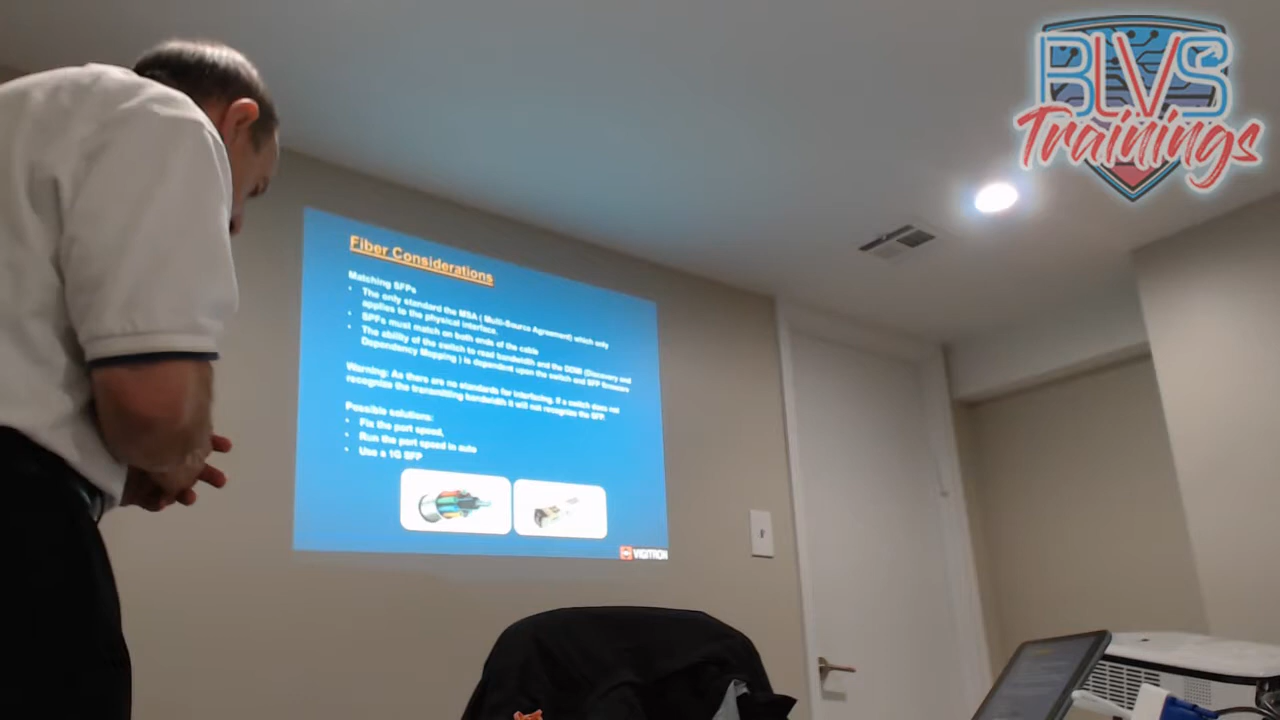 BLVS
Trainings
Fiber Considerations
Matching SFPs
• The only standard the MSA ( Multi-Source Agreement) which only
applies to the physical interface.
• SPFs must match on both ends of the cable
• The ability of the switch to read bandwidth and the DDMI (Discovery and
Dependency Mapping ) is dependent upon the switch and SFP firmware
Warning: As there are no standards for interfacing, if a switch does not
recognize the transmitting bandwidth it will not recognize the SFP.
Possible solutions:
• Fix the port speed,
• Run the port speed in auto
• Use a 1G SFP
VIGITRON